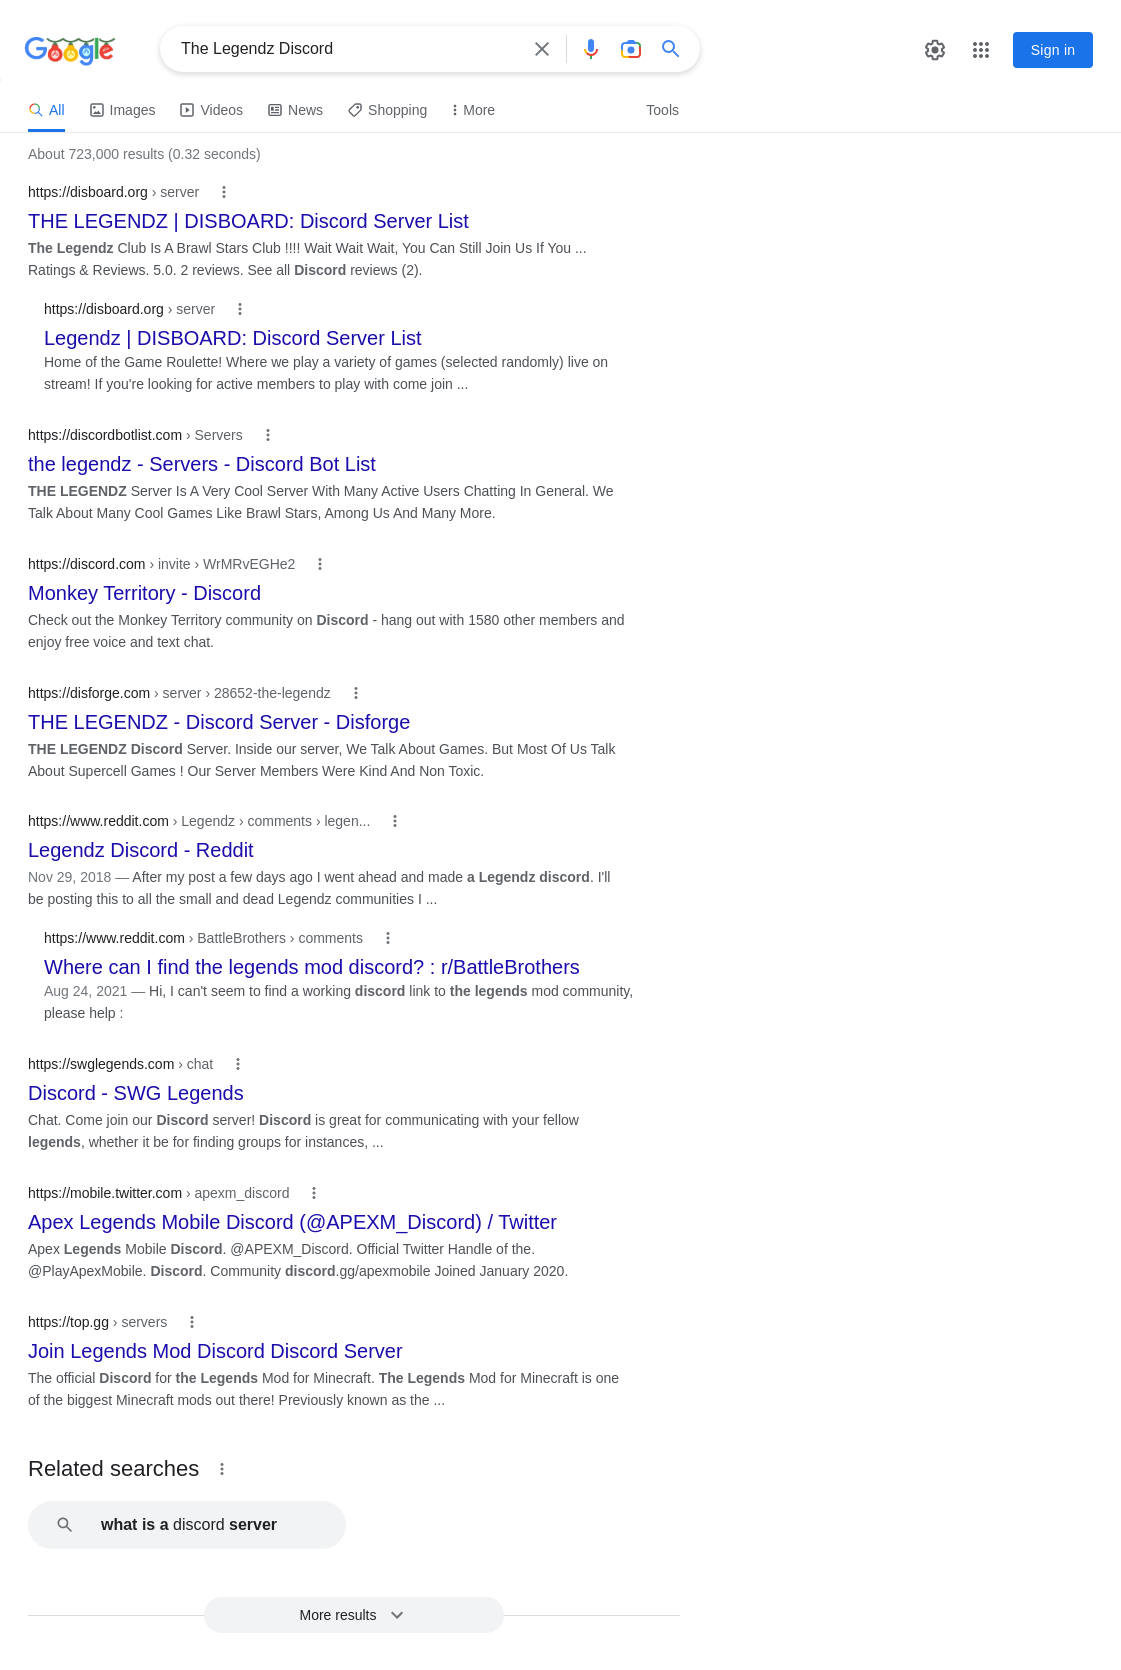 Google
The Legendz Discord
Sign in
All Images Videos News Shopping More Tools
About 723,000 results (0.32 seconds)
https://disboard.org › server
THE LEGENDZ | DISBOARD: Discord Server List
The Legendz Club Is A Brawl Stars Club !!!! Wait Wait Wait, You Can Still Join Us If You ...
Ratings & Reviews. 5.0. 2 reviews. See all Discord reviews (2).
https://disboard.org › server
Legendz | DISBOARD: Discord Server List
Home of the Game Roulette! Where we play a variety of games (selected randomly) live on
stream! If you're looking for active members to play with come join ...
https://discordbotlist.com › Servers
the legendz - Servers - Discord Bot List
THE LEGENDZ Server Is A Very Cool Server With Many Active Users Chatting In General. We
Talk About Many Cool Games Like Brawl Stars, Among Us And Many More.
https://discord.com › invite › WrMRvEGHe2
Monkey Territory - Discord
Check out the Monkey Territory community on Discord - hang out with 1580 other members and
enjoy free voice and text chat.
https://disforge.com › server › 28652-the-legendz
THE LEGENDZ - Discord Server - Disforge
THE LEGENDZ Discord Server. Inside our server, We Talk About Games. But Most Of Us Talk
About Supercell Games ! Our Server Members Were Kind And Non Toxic.
https://www.reddit.com › Legendz › comments › legen...
Legendz Discord - Reddit
Nov 29, 2018 — After my post a few days ago I went ahead and made a Legendz discord. I'll
be posting this to all the small and dead Legendz communities I ...
https://www.reddit.com › BattleBrothers › comments
Where can I find the legends mod discord? : r/BattleBrothers
Aug 24, 2021 — Hi, I can't seem to find a working discord link to the legends mod community,
please help :
https://swglegends.com › chat
Discord - SWG Legends
Chat. Come join our Discord server! Discord is great for communicating with your fellow
legends, whether it be for finding groups for instances, ...
https://mobile.twitter.com › apexm_discord
Apex Legends Mobile Discord (@APEXM_Discord) / Twitter
Apex Legends Mobile Discord. @APEXM_Discord. Official Twitter Handle of the.
@PlayApexMobile. Discord. Community discord.gg/apexmobile Joined January 2020.
https://top.gg › servers
Join Legends Mod Discord Discord Server
The official Discord for the Legends Mod for Minecraft. The Legends Mod for Minecraft is one
of the biggest Minecraft mods out there! Previously known as the ...
Related searches
what is a discord server
More results